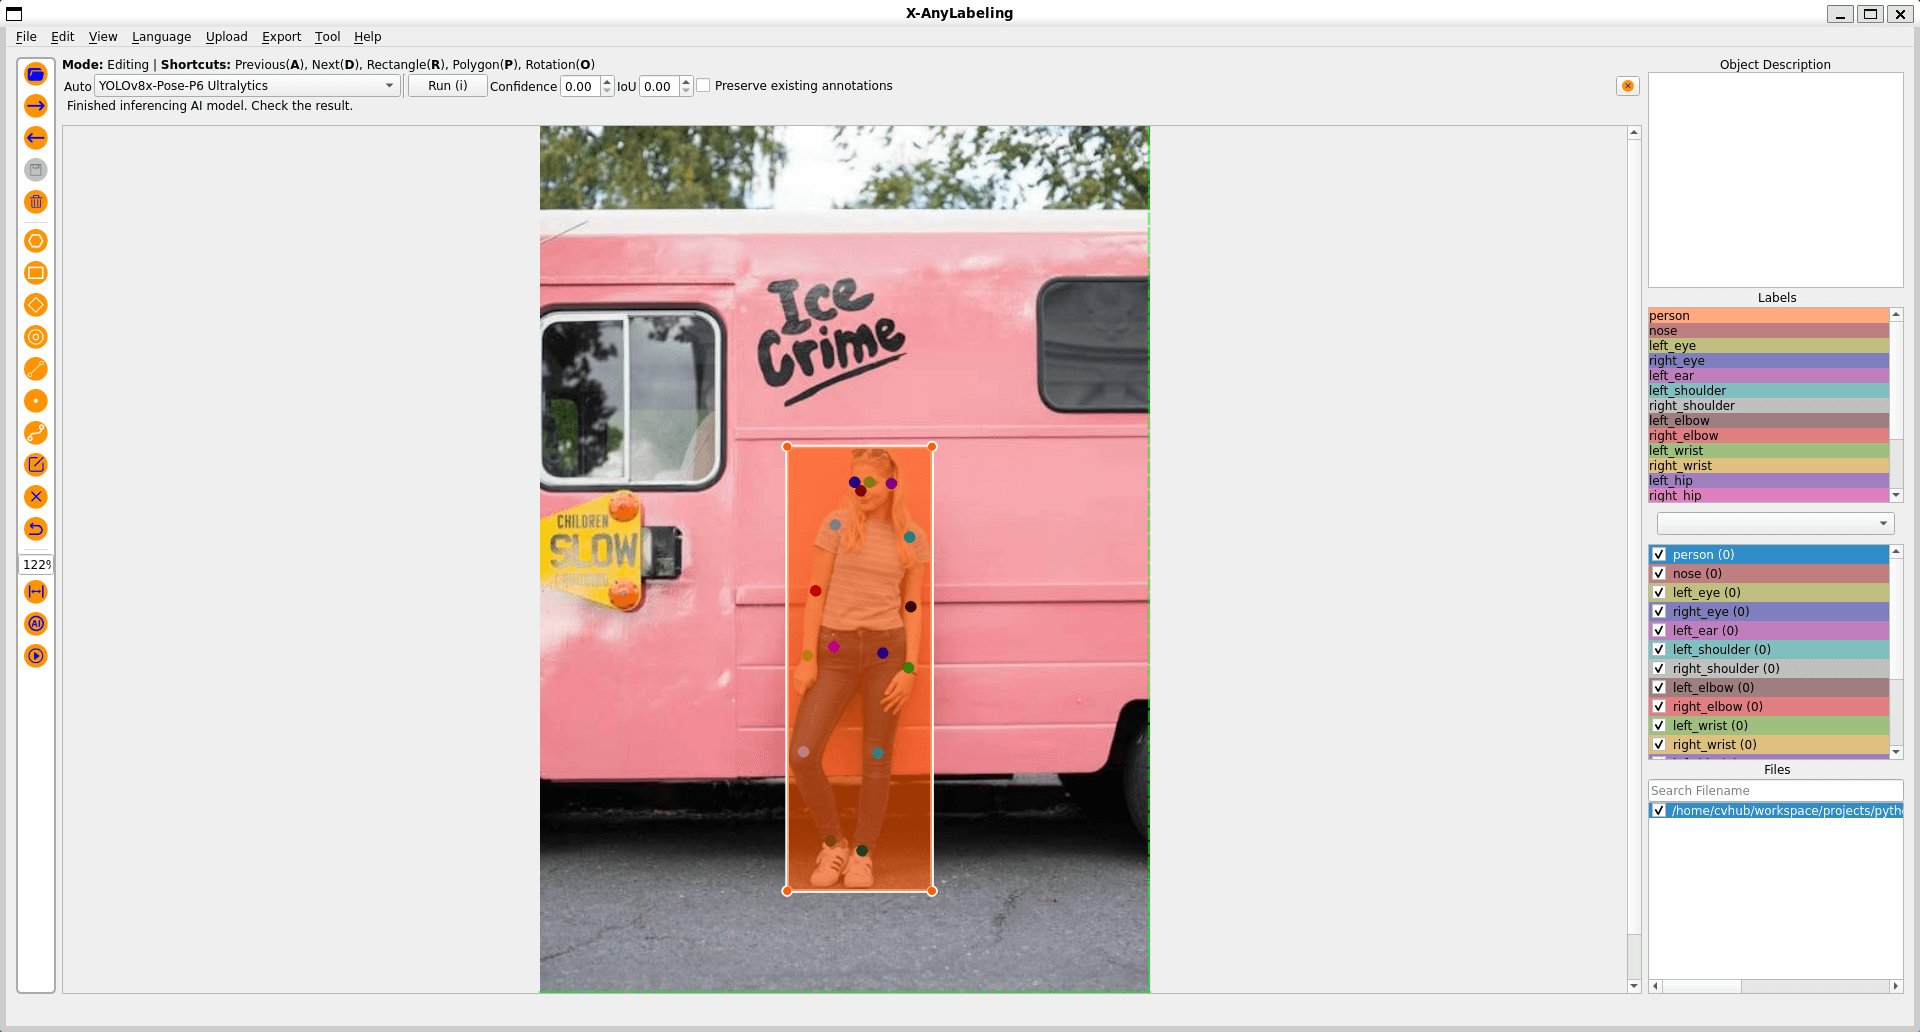 X-AnyLabeling
File Edit View Language Upload Export Tool Help
Mode: Editing | Shortcuts: Previous(A), Next(D), Rectangle(R), Polygon(P), Rotation(O)
Auto YOLOv8x-Pose-P6 Ultralytics Run (i) Confidence 0.00 IoU 0.00 Preserve existing annotations
Finished inferencing AI model. Check the result.
122%
AI
Ice
Crime
CHILDREN
SLOW
Object Description
Labels
person
nose
left_eye
right_eye
left_ear
left_shoulder
right_shoulder
left_elbow
right_elbow
left_wrist
right_wrist
left_hip
right_hip
person (0)
nose (0)
left_eye (0)
right_eye (0)
left_ear (0)
left_shoulder (0)
right_shoulder (0)
left_elbow (0)
right_elbow (0)
left_wrist (0)
right_wrist (0)
Files
Search Filename
/home/cvhub/workspace/projects/pyth